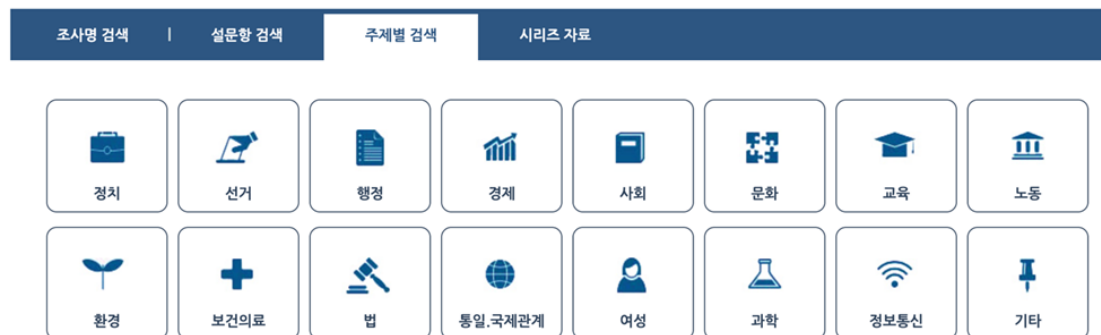 조사명 검색 | 설문항 검색 주제별 검색 시리즈 자료
정치 선거 행정 경제 사회 문화 교육 노동
환경 보건의료 법 통일.국제관계 여성 과학 정보통신 기타